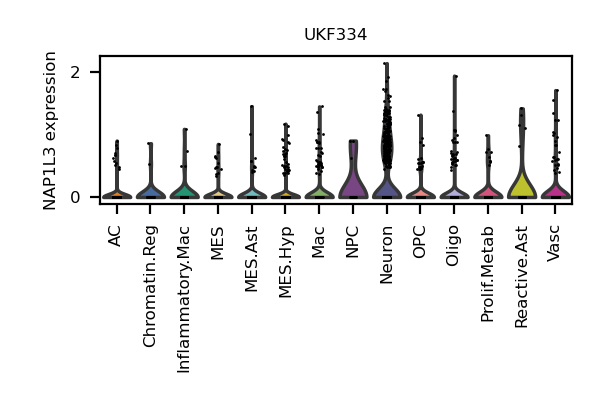 UKF334
NAP1L3 expression
2
0
AC
Chromatin.Reg
Inflammatory.Mac
MES
MES.Ast
MES.Hyp
Mac
NPC
Neuron
OPC
Oligo
Prolif.Metab
Reactive.Ast
Vasc